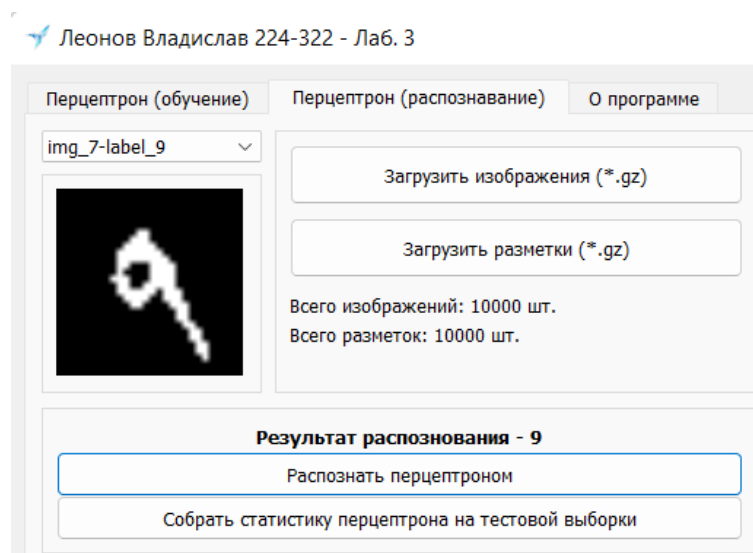 Леонов Владислав 224-322 - Лаб. 3
Перцептрон (обучение)
Перцептрон (распознавание)
О программе
img_7-label_9
Загрузить изображения (*.gz)
Загрузить разметки (*.gz)
Всего изображений: 10000 шт.
Всего разметок: 10000 шт.
Результат распознования - 9
Распознать перцептроном
Собрать статистику перцептрона на тестовой выборки